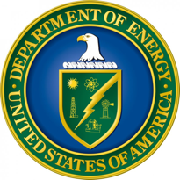 ·DEPARTMENT OF ENERGY·
UNITED STATES OF AMERICA